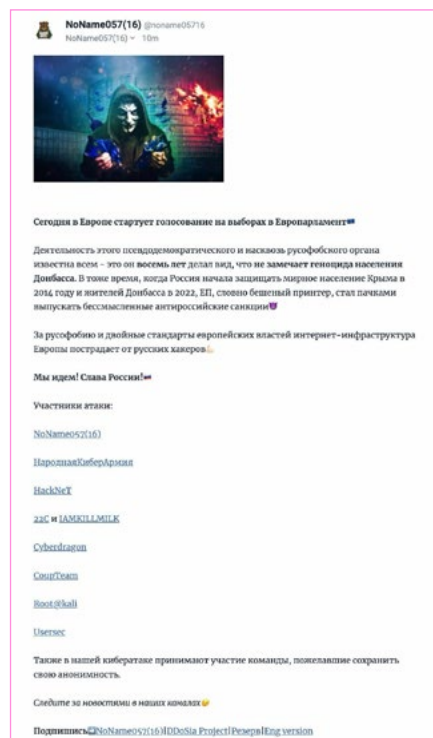 NoName057(16) @noname05716
NoName057(16) 10m
Сегодня в Европе стартует голосование на выборах в Европарламент🇪🇺
Деятельность этого псевдодемократического и насквозь русофобского органа
известна всем - это он восемь лет делал вид, что не замечает геноцида населения
Донбасса. В тоже время, когда Россия начала защищать мирное население Крыма в
2014 году и жителей Донбасса в 2022, ЕП, словно бешеный принтер, стал пачками
выпускать бессмысленные антироссийские санкции😈
За русофобию и двойные стандарты европейских властей интернет-инфраструктура
Европы пострадает от русских хакеров💪🏻
Мы идем! Слава России!🇷🇺
Участники атаки:
NoName057(16)
НароднаяКиберАрмия
HackNeT
22C и IAMKILLMILK
Cyberdragon
CoupTeam
Root@kali
Usersec
Также в нашей кибератаке принимают участие команды, пожелавшие сохранить
свою анонимность.
Следите за новостями в наших каналах😉
Подпишись➡️NoName057(16)|DDoSia Project|Резерв|Eng version